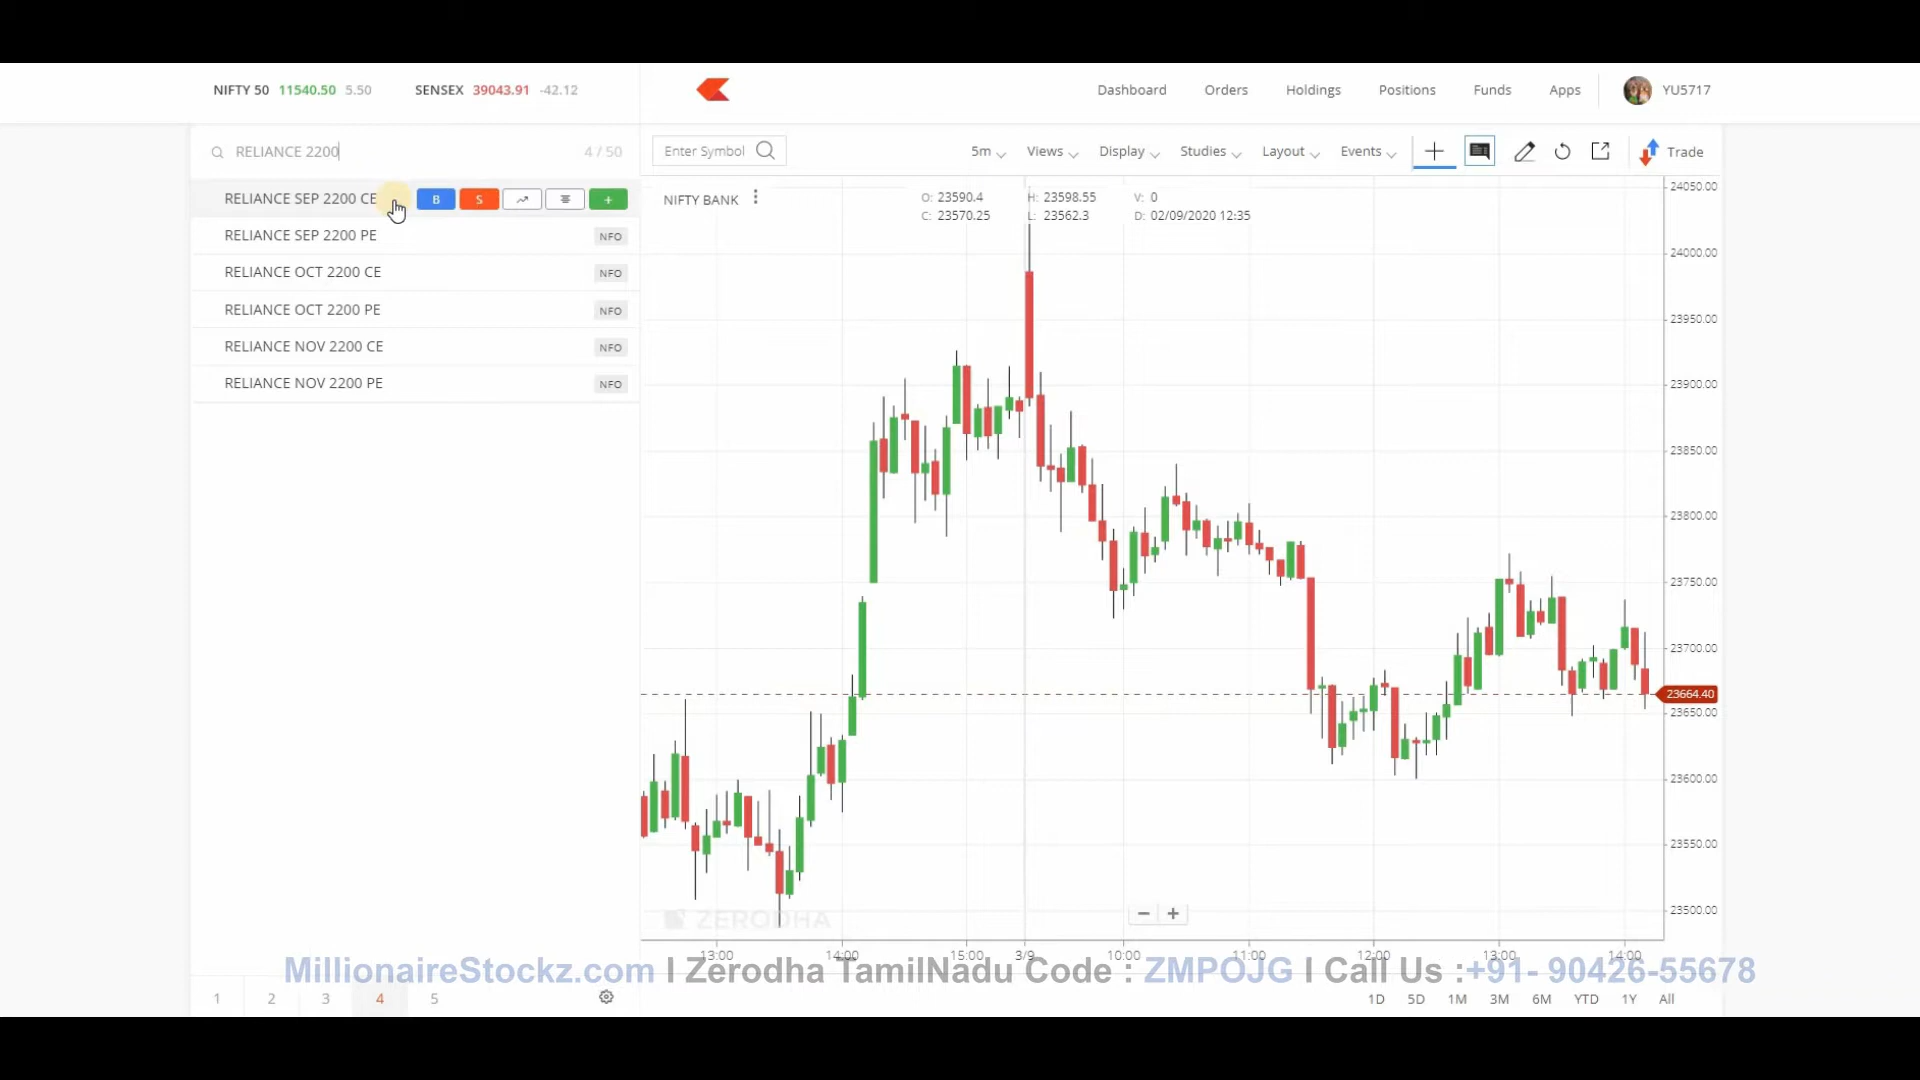 NIFTY 50 11540.50 5.50 SENSEX 39043.91 -42.12
Dashboard Orders Holdings Positions Funds Apps YU5717
RELIANCE 2200 4 / 50
Enter Symbol 5m Views Display Studies Layout Events Trade
RELIANCE SEP 2200 CE B S +
RELIANCE SEP 2200 PE NFO
RELIANCE OCT 2200 CE NFO
RELIANCE OCT 2200 PE NFO
RELIANCE NOV 2200 CE NFO
RELIANCE NOV 2200 PE NFO
NIFTY BANK
O: 23590.4 H: 23598.55 V: 0
C: 23570.25 L: 23562.3 D: 02/09/2020 12:35
24050.00
24000.00
23950.00
23900.00
23850.00
23800.00
23750.00
23700.00
23664.40
23650.00
23600.00
23550.00
23500.00
ZERODHA
− +
13:00 14:00 15:00 3/9 10:00 11:00 12:00 13:00 14:00
MillionaireStockz.com I Zerodha TamilNadu Code : ZMPOJG I Call Us :+91- 90426-55678
1 2 3 4 5
1D 5D 1M 3M 6M YTD 1Y All